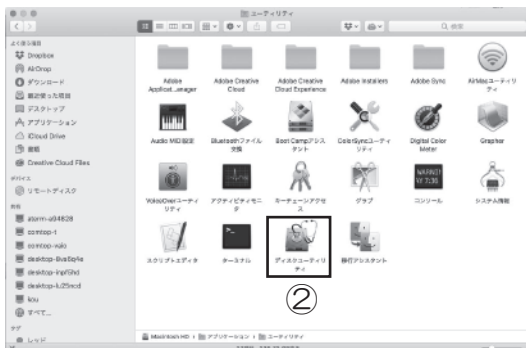 ユーティリティ
検索
よく使う項目
Dropbox
AirDrop
ダウンロード
最近使った項目
デスクトップ
アプリケーション
iCloud Drive
書類
Creative Cloud Files
デバイス
リモートディスク
共有
comtop-t
comtop-vaio
kou
すべて...
タグ
レッド
Adobe
Applicat...anager
Adobe Creative
Cloud
Adobe Creative
Cloud Experience
Adobe Installers
Adobe Sync
AirMacユーティリ
ティ
Audio MIDI設定
Bluetoothファイル
交換
Boot Campアシス
タント
ColorSyncユーティ
リティ
Digital Color
Meter
Grapher
VoiceOverユーティ
リティ
アクティビティモニ
タ
キーチェーンアクセ
ス
グラブ
コンソール
システム情報
スクリプトエディタ
ターミナル
ディスクユーティリ
ティ
移行アシスタント
②
Macintosh HD › アプリケーション › ユーティリティ